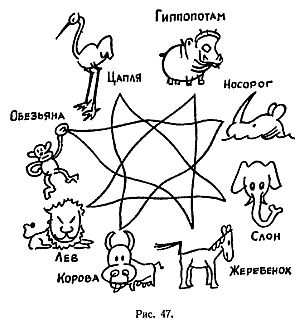 Гиппопотам
Цапля
Носорог
Обезьяна
Слон
Лев
Корова
Жеребенок
Рис. 47.